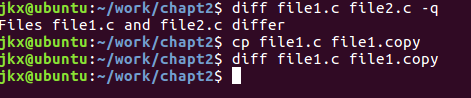 jkx@ubuntu:~/work/chapt2$ diff file1.c file2.c -q
Files file1.c and file2.c differ
jkx@ubuntu:~/work/chapt2$ cp file1.c file1.copy
jkx@ubuntu:~/work/chapt2$ diff file1.c file1.copy
jkx@ubuntu:~/work/chapt2$